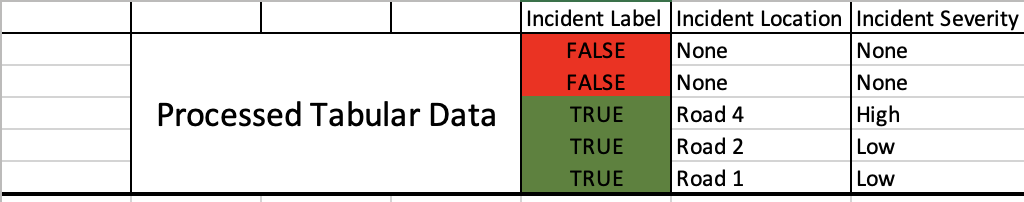 Incident Label Incident Location Incident Severity
FALSE None None
FALSE None None
Processed Tabular Data TRUE Road 4 High
TRUE Road 2 Low
TRUE Road 1 Low